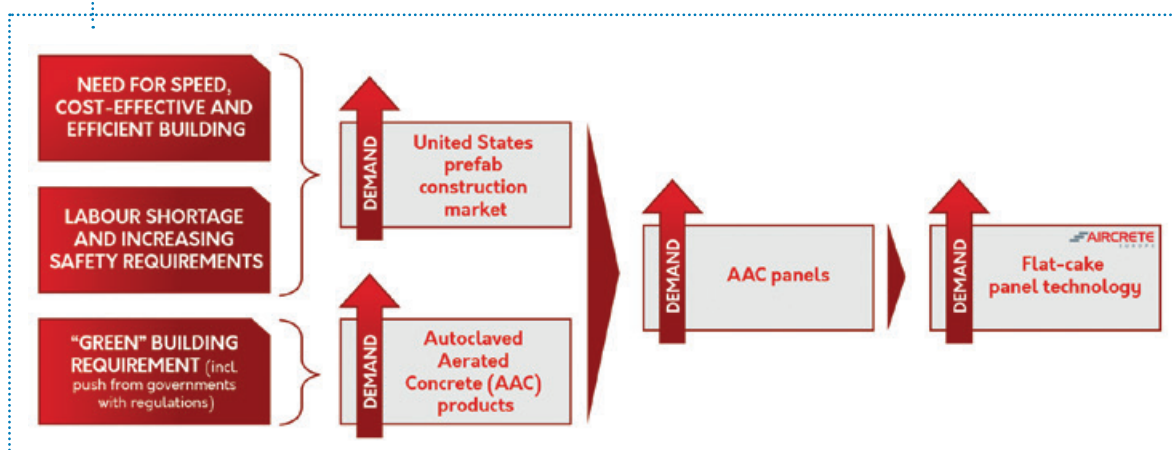 NEED FOR SPEED,
COST-EFFECTIVE AND
EFFICIENT BUILDING
LABOUR SHORTAGE
AND INCREASING
SAFETY REQUIREMENTS
“GREEN” BUILDING
REQUIREMENT (incl.
push from governments
with regulations)
DEMAND
United States
prefab
construction
market
DEMAND
Autoclaved
Aerated
Concrete (AAC)
products
DEMAND
AAC panels
DEMAND
AIRCRETE
EUROPE
Flat-cake
panel technology